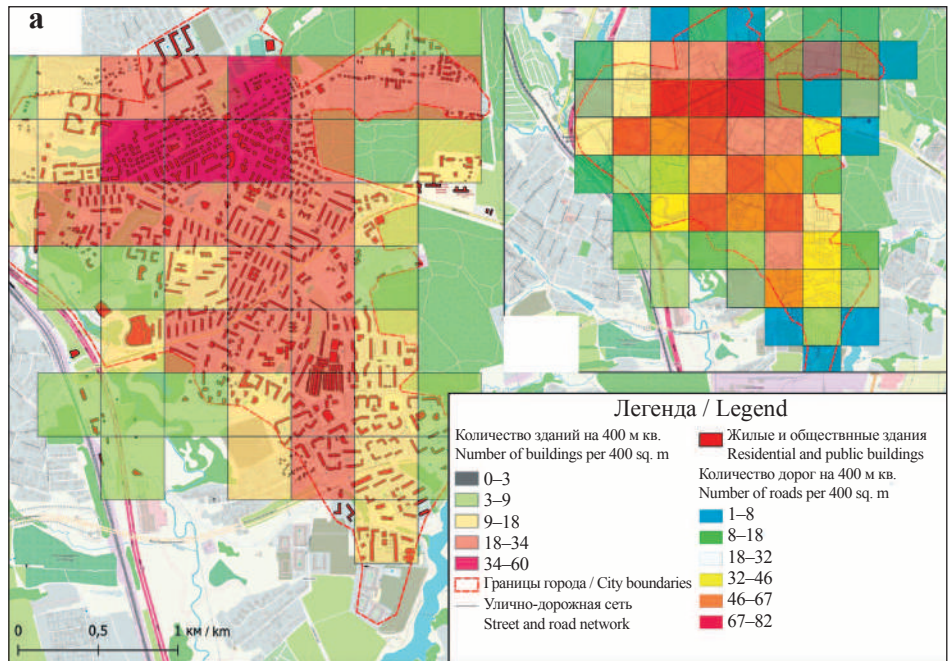 а
Легенда / Legend
Количество зданий на 400 м кв.
Number of buildings per 400 sq. m
0–3
3–9
9–18
18–34
34–60
Границы города / City boundaries
Улично-дорожная сеть
Street and road network
Жилые и обществнные здания
Residential and public buildings
Количество дорог на 400 м кв.
Number of roads per 400 sq. m
1–8
8–18
18–32
32–46
46–67
67–82
0 0,5 1 км / km